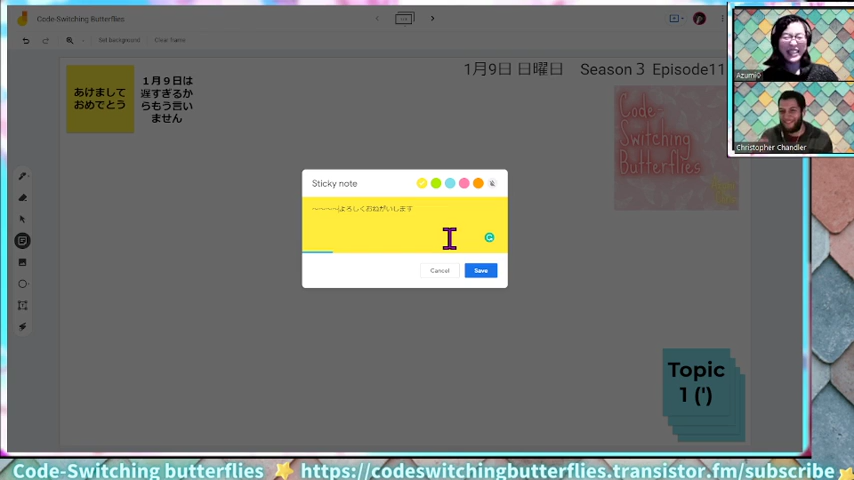 Code-Switching Butterflies
Set background
Clear frame
1月9日 日曜日 Season 3 Episode11
あけまして
おめでとう
1月9日は
遅すぎるか
らもう言い
ません
Code-
Switching
Butterflies
Azumi
Christopher Chandler
Sticky note
～～～～よろしくおねがいします
Cancel
Save
Topic
1 (')
Code-Switching butterflies https://codeswitchingbutterflies.transistor.fm/subscribe